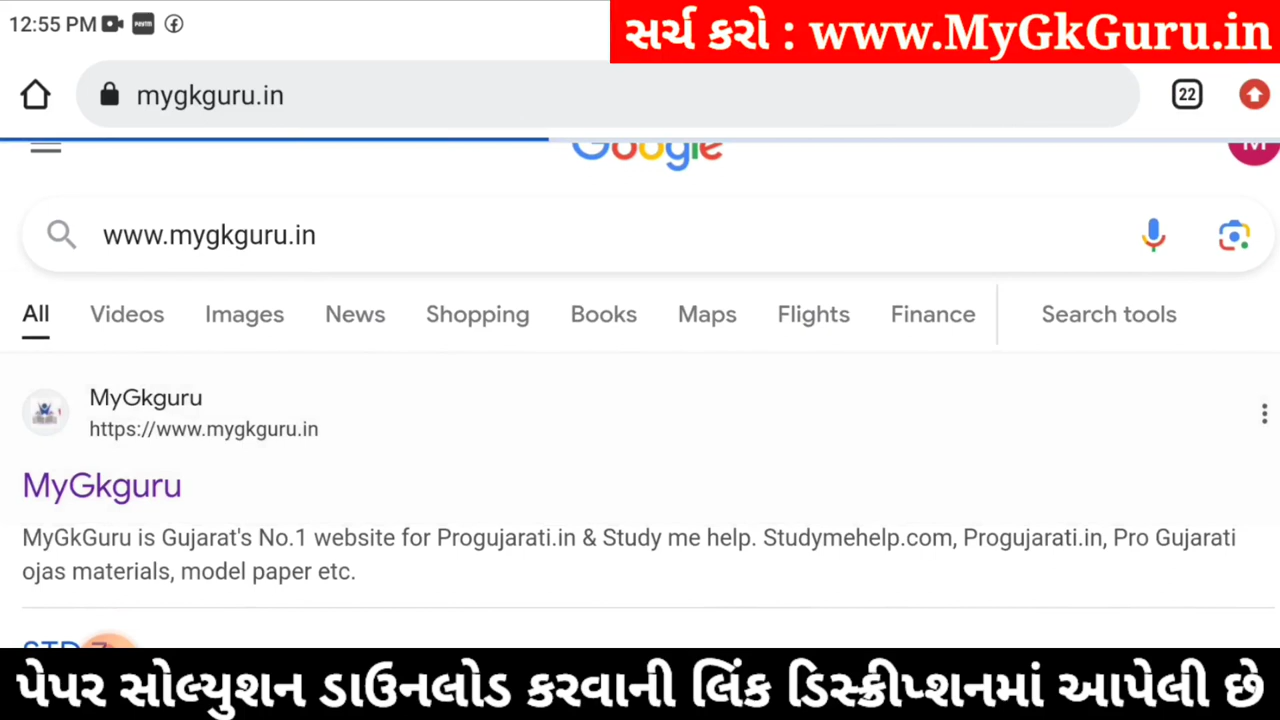 12:55 PM
સર્ચ કરો : www.MyGkGuru.in
mygkguru.in
22
Google
M
www.mygkguru.in
All Videos Images News Shopping Books Maps Flights Finance Search tools
MyGkguru
https://www.mygkguru.in
MyGkguru
MyGkGuru is Gujarat's No.1 website for Progujarati.in & Study me help. Studymehelp.com, Progujarati.in, Pro Gujarati
ojas materials, model paper etc.
પેપર સોલ્યુશન ડાઉનલોડ કરવાની લિંક ડિસ્ક્રીપ્શનમાં આપેલી છે